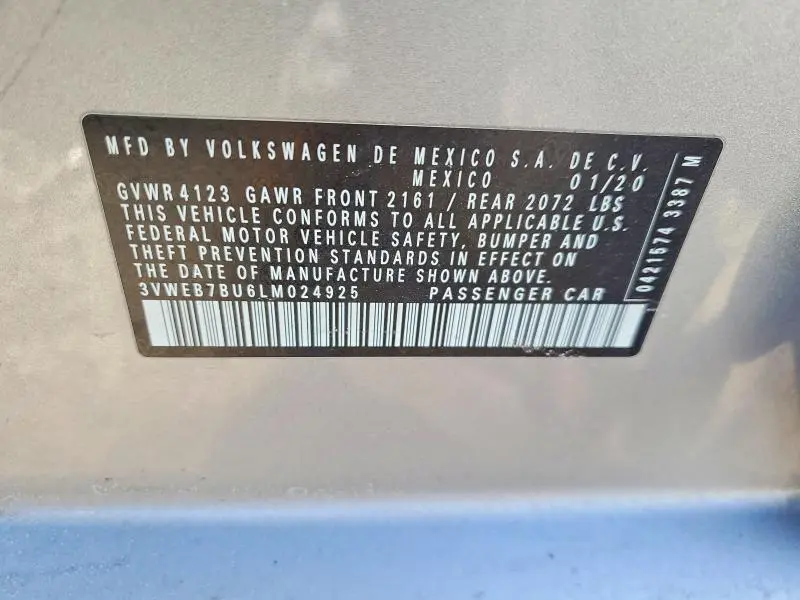 MFD BY VOLKSWAGEN DE MEXICO S.A. DE C.V.
MEXICO 01/20
GVWR 4123 GAWR FRONT 2161 / REAR 2072 LBS
THIS VEHICLE CONFORMS TO ALL APPLICABLE U.S.
FEDERAL MOTOR VEHICLE SAFETY, BUMPER AND
THEFT PREVENTION STANDARDS IN EFFECT ON
THE DATE OF MANUFACTURE SHOWN ABOVE.
3VWEB7BU6LM024925 PASSENGER CAR
0421574 3387 M